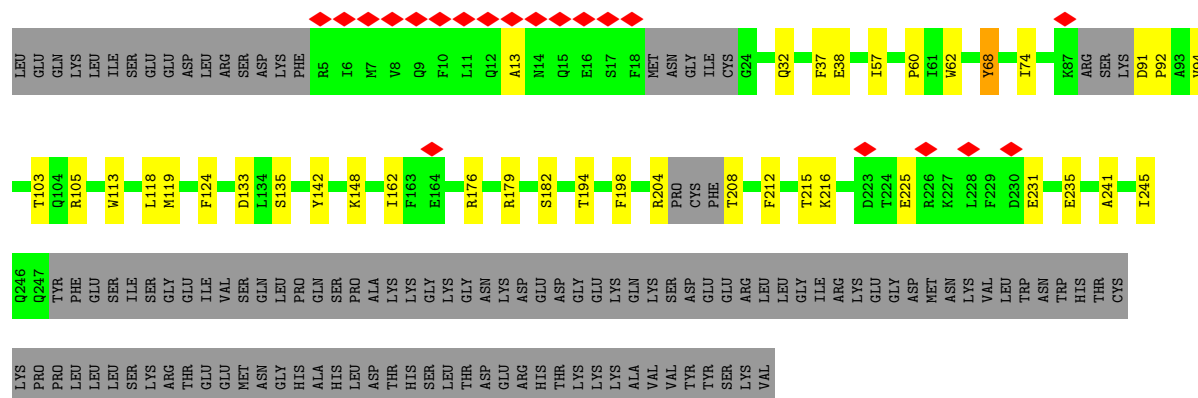 LEU GLU GLN LYS LEU ILE SER GLU GLU ASP LEU ARG SER ASP LYS PHE R5 I6 M7 V8 Q9 F10 L11 Q12 A13 N14 Q15 E16 S17 F18 MET ASN GLY ILE CYS G24 Q32 F37 E38 I57 P60 I61 W62 Y68 I74 K87 ARG SER LYS D91 P92 A93 V94
T103 Q104 R105 W113 L118 M119 F124 D133 L134 S135 Y142 K148 I162 F163 E164 R176 R179 S182 T194 F198 R204 PRO CYS PHE T208 F212 T215 K216 D223 T224 E225 R226 K227 L228 F229 D230 E231 E235 A241 I245
Q246 Q247 TYR PHE GLU SER ILE SER GLY GLU ILE VAL SER GLN LEU PRO GLN SER PRO ALA LYS LYS GLY LYS GLY ASN LYS ASP GLU ASP GLY GLU LYS GLN LYS SER ASP GLU GLU ARG LEU LEU GLY ILE ARG LYS GLU GLY ASP MET ASN LYS VAL LEU TRP ASN TRP HIS THR CYS
LYS PRO PRO LEU LEU LEU SER LYS ARG THR GLU GLU MET ASN GLY HIS ALA HIS LEU ASP THR HIS SER LEU THR ASP GLU ARG HIS THR LYS LYS LYS ALA VAL VAL TYR TYR SER LYS VAL